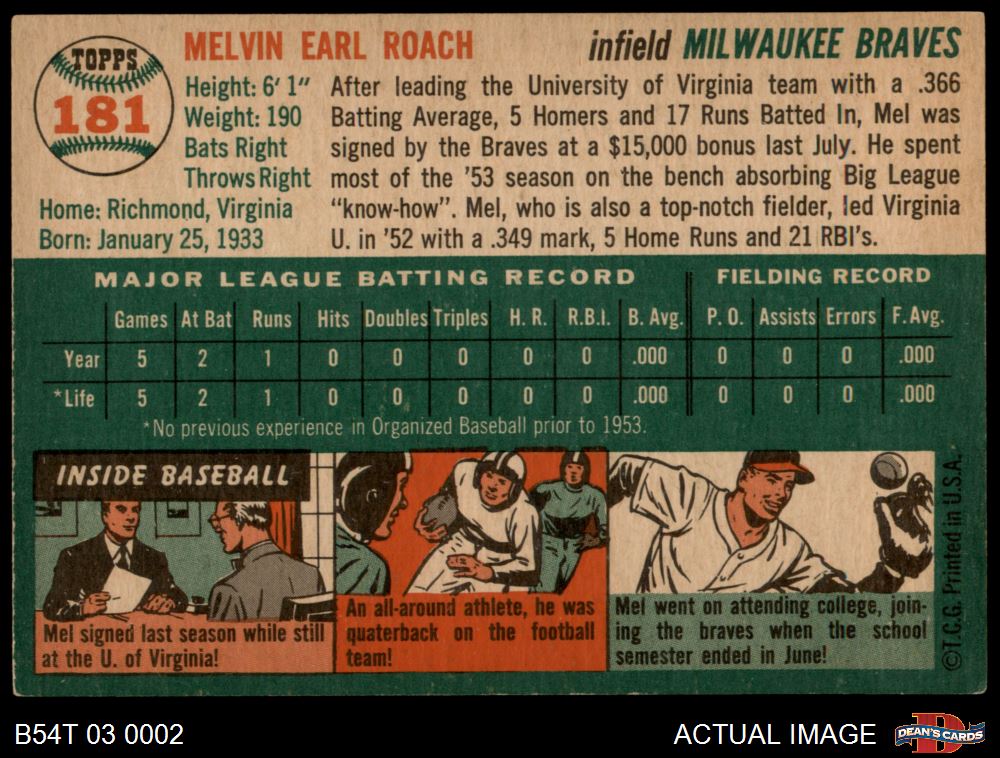 TOPPS
181
MELVIN EARL ROACH
infield MILWAUKEE BRAVES
Height: 6' 1"
Weight: 190
Bats Right
Throws Right
Home: Richmond, Virginia
Born: January 25, 1933
After leading the University of Virginia team with a .366
Batting Average, 5 Homers and 17 Runs Batted In, Mel was
signed by the Braves at a $15,000 bonus last July. He spent
most of the '53 season on the bench absorbing Big League
“know-how”. Mel, who is also a top-notch fielder, led Virginia
U. in '52 with a .349 mark, 5 Home Runs and 21 RBI's.
MAJOR LEAGUE BATTING RECORD FIELDING RECORD
Games At Bat Runs Hits Doubles Triples H. R. R.B.I. B. Avg. P. O. Assists Errors F. Avg.
Year 5 2 1 0 0 0 0 0 .000 0 0 0 .000
*Life 5 2 1 0 0 0 0 0 .000 0 0 0 .000
*No previous experience in Organized Baseball prior to 1953.
INSIDE BASEBALL
Mel signed last season while still
at the U. of Virginia!
An all-around athlete, he was
quaterback on the football
team!
Mel went on attending college, join-
ing the braves when the school
semester ended in June!
©T.C.G. Printed in U.S.A.
B54T 03 0002
ACTUAL IMAGE
DEAN'S CARDS